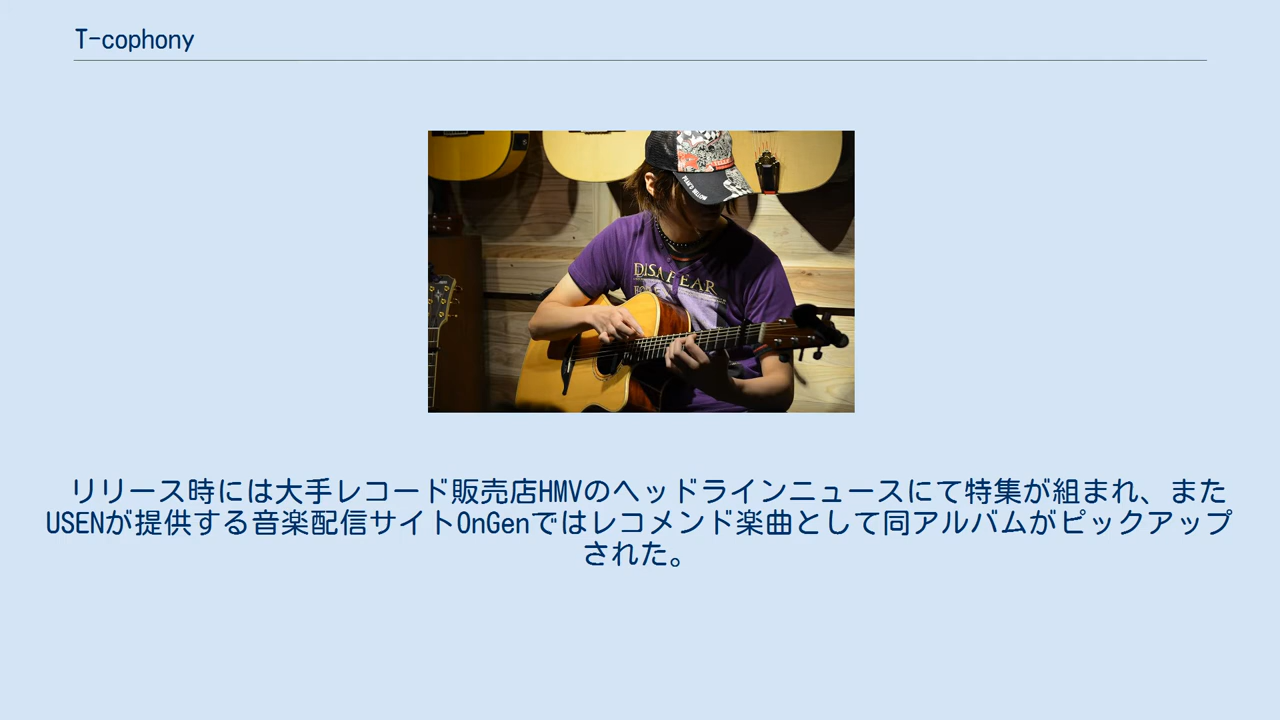 T-cophony
DISAPPEAR
リリース時には大手レコード販売店HMVのヘッドラインニュースにて特集が組まれ、また
USENが提供する音楽配信サイトOnGenではレコメンド楽曲として同アルバムがピックアップ
された。